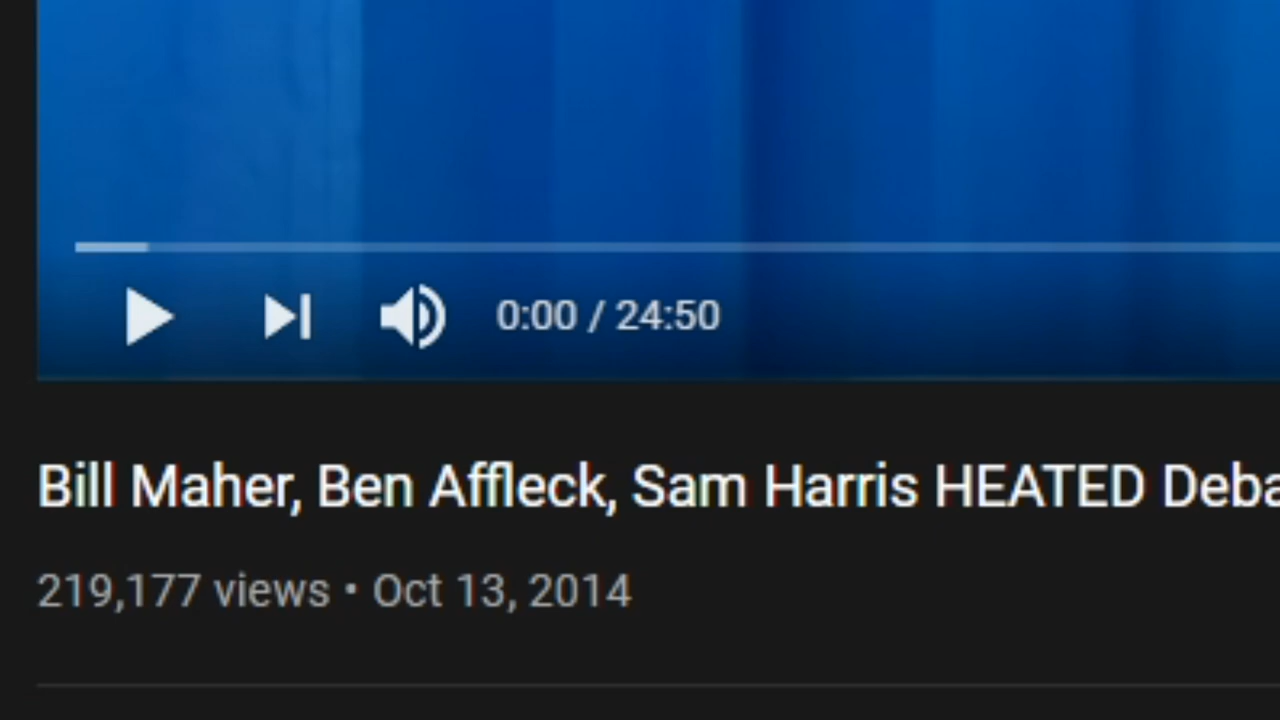 0:00 / 24:50
Bill Maher, Ben Affleck, Sam Harris HEATED Deba
219,177 views • Oct 13, 2014